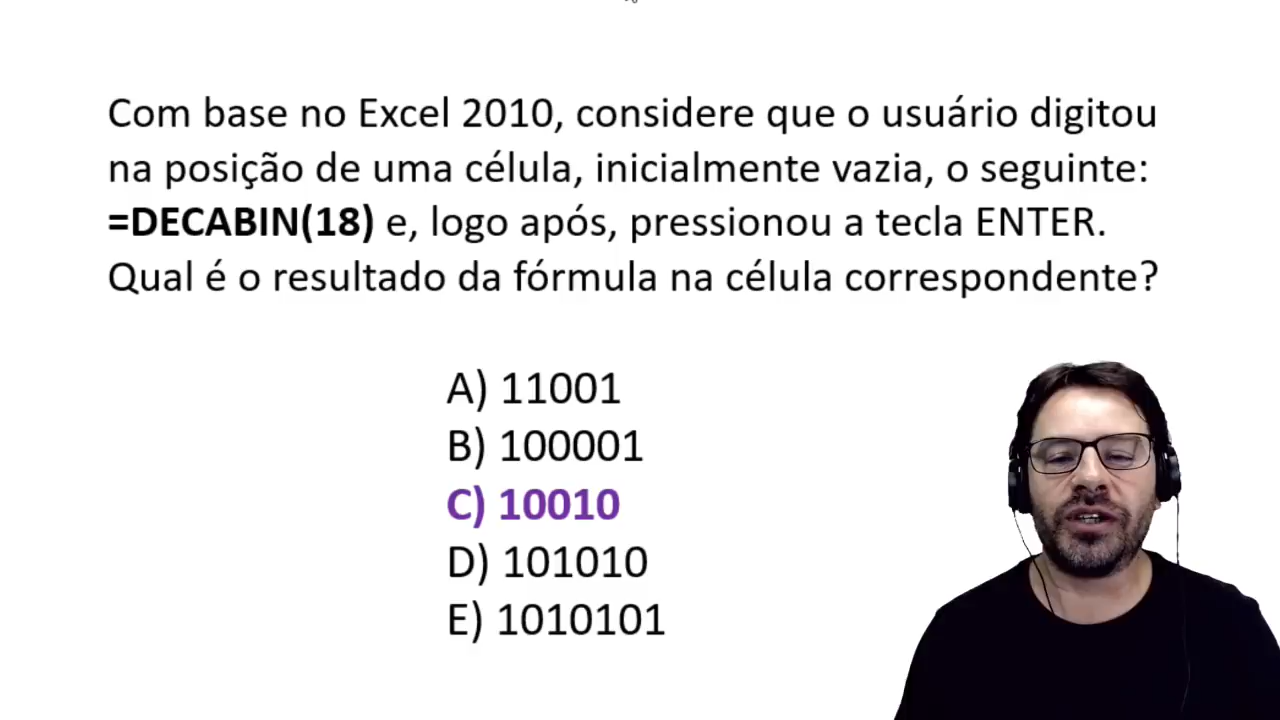 Com base no Excel 2010, considere que o usuário digitou
na posição de uma célula, inicialmente vazia, o seguinte:
=DECABIN(18) e, logo após, pressionou a tecla ENTER.
Qual é o resultado da fórmula na célula correspondente?
A) 11001
B) 100001
C) 10010
D) 101010
E) 1010101